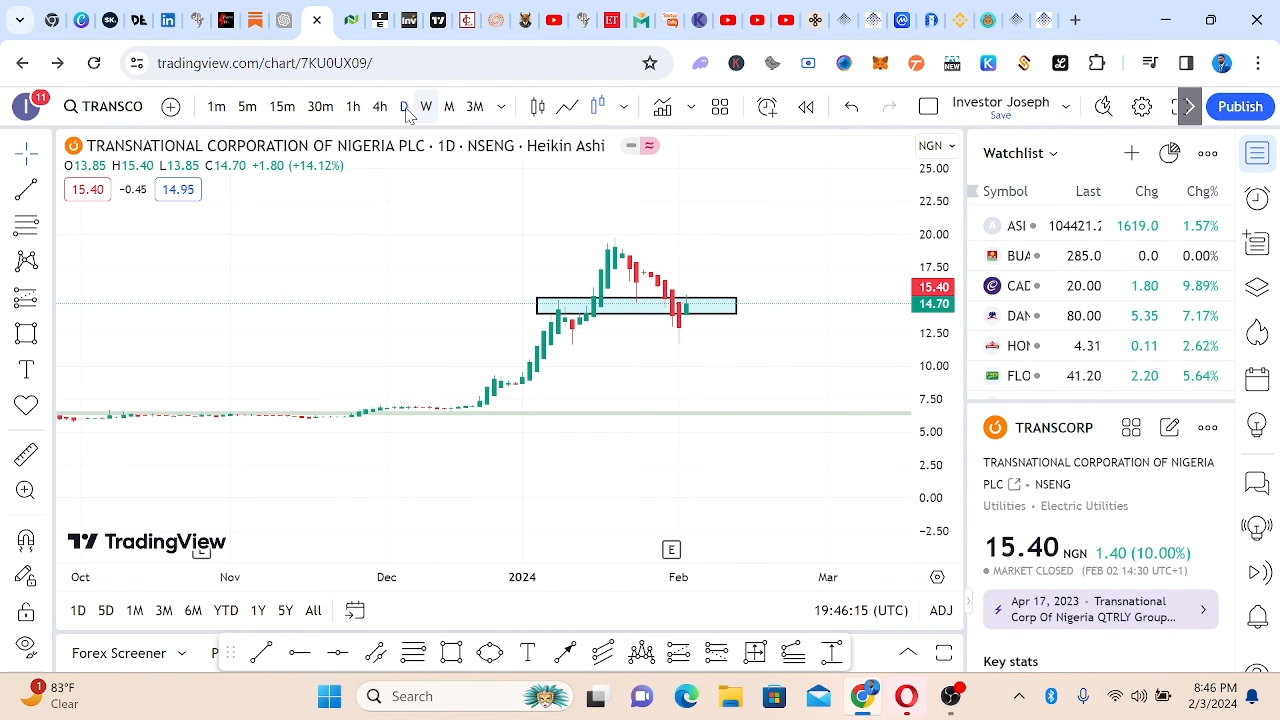 tradingview.com/chart/7KU0UX09/
I
11
TRANSCO
1m 5m 15m 30m 1h 4h D W M 3M
Investor Joseph
Save
Publish
TRANSNATIONAL CORPORATION OF NIGERIA PLC · 1D · NSENG · Heikin Ashi
O13.85 H15.40 L13.85 C14.70 +1.80 (+14.12%)
15.40 −0.45 14.95
NGN
25.00
22.50
20.00
17.50
15.40
14.70
12.50
10.00
7.50
5.00
2.50
0.00
−2.50
TradingView
E
E
Oct Nov Dec 2024 Feb Mar
1D 5D 1M 3M 6M YTD 1Y 5Y All
19:46:15 (UTC) ADJ
Forex Screener
Watchlist
Symbol Last Chg Chg%
ASI 104421.2 1619.0 1.57%
BUA 285.0 0.0 0.00%
CAD 20.00 1.80 9.89%
DAN 80.00 5.35 7.17%
HON 4.31 0.11 2.62%
FLO 41.20 2.20 5.64%
TRANSCORP
TRANSNATIONAL CORPORATION OF NIGERIA
PLC • NSENG
Utilities • Electric Utilities
15.40 NGN 1.40 (10.00%)
MARKET CLOSED (FEB 02 14:30 UTC+1)
Apr 17, 2023 • Transnational
Corp Of Nigeria QTRLY Group...
Key stats
1
83°F
Clear
Search
8:46 PM
2/3/2024